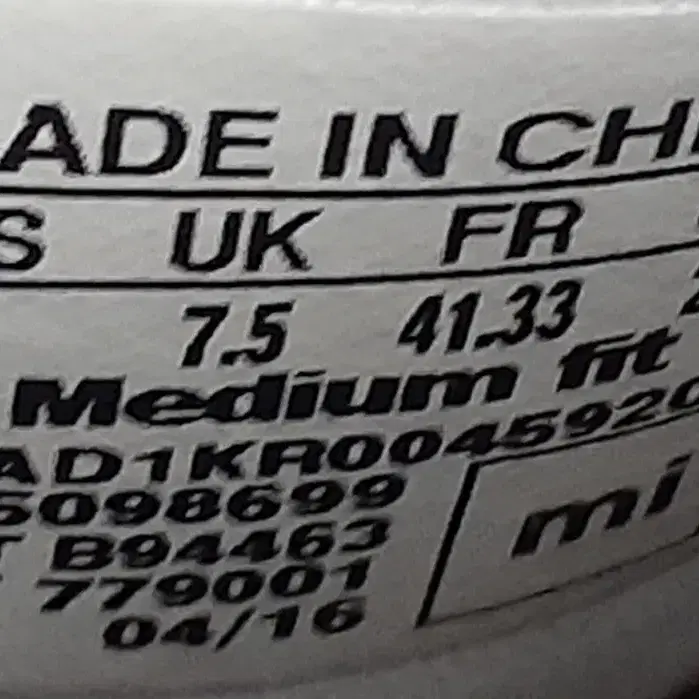 ADE IN CH
S UK FR
7.5 41.33
Medium fit
AD1KR0045920
5098699
B94463
779001
04/16
mi